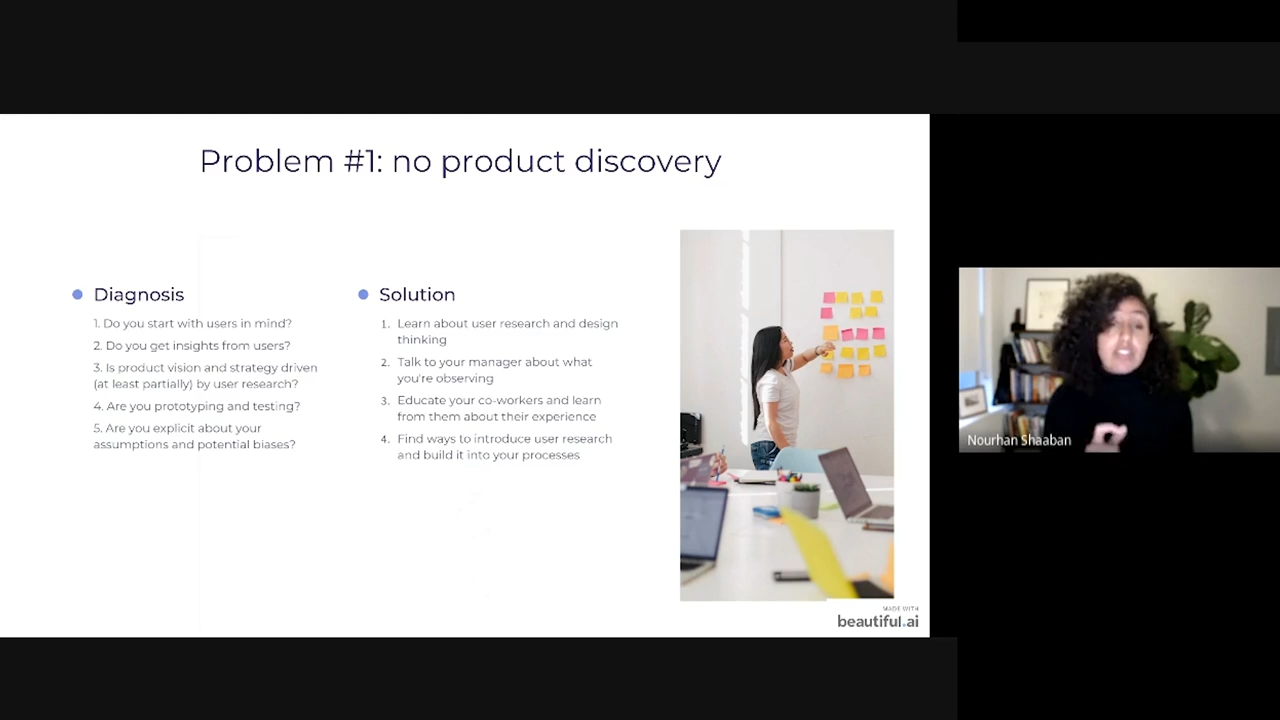 Problem #1: no product discovery
Diagnosis
1. Do you start with users in mind?
2. Do you get insights from users?
3. Is product vision and strategy driven
(at least partially) by user research?
4. Are you prototyping and testing?
5. Are you explicit about your
assumptions and potential biases?
Solution
1. Learn about user research and design
thinking
2. Talk to your manager about what
you're observing
3. Educate your co-workers and learn
from them about their experience
4. Find ways to introduce user research
and build it into your processes
MADE WITH
beautiful.ai
Nourhan Shaaban